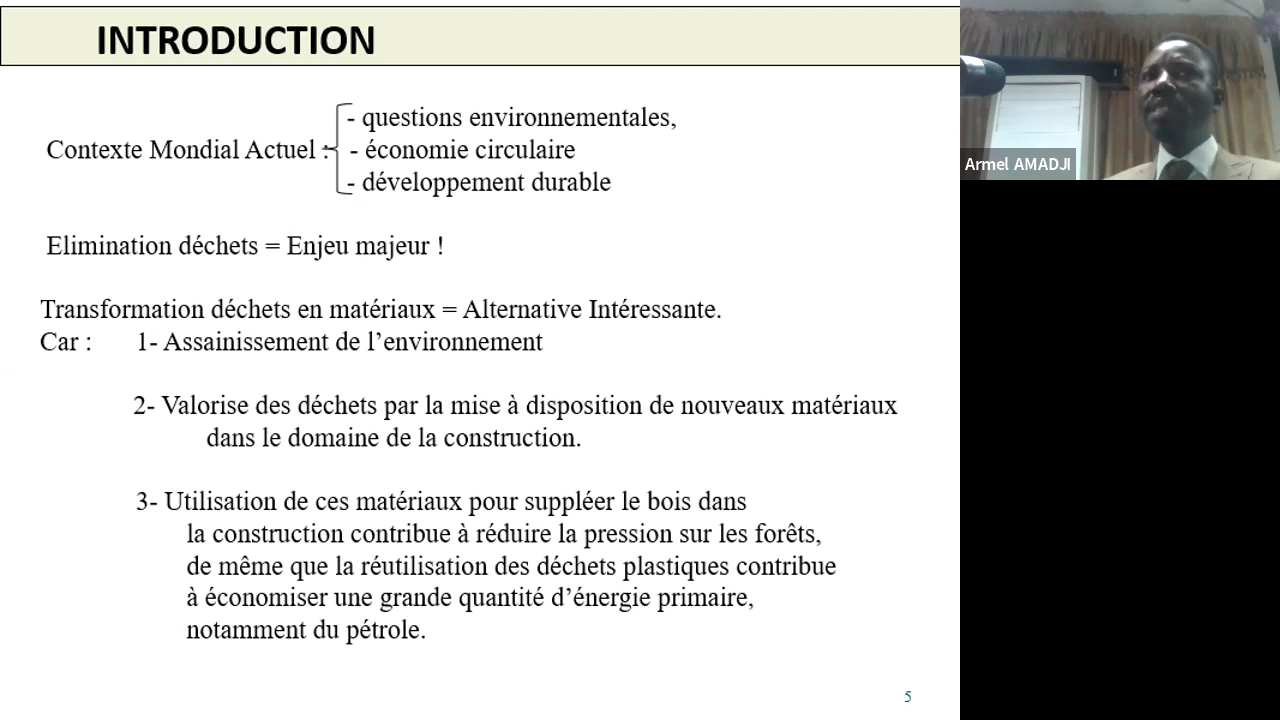 INTRODUCTION
Contexte Mondial Actuel :
- questions environnementales,
- économie circulaire
- développement durable
Elimination déchets = Enjeu majeur !
Transformation déchets en matériaux = Alternative Intéressante.
Car : 1- Assainissement de l’environnement
2- Valorise des déchets par la mise à disposition de nouveaux matériaux
dans le domaine de la construction.
3- Utilisation de ces matériaux pour suppléer le bois dans
la construction contribue à réduire la pression sur les forêts,
de même que la réutilisation des déchets plastiques contribue
à économiser une grande quantité d’énergie primaire,
notamment du pétrole.
5
Armel AMADJI